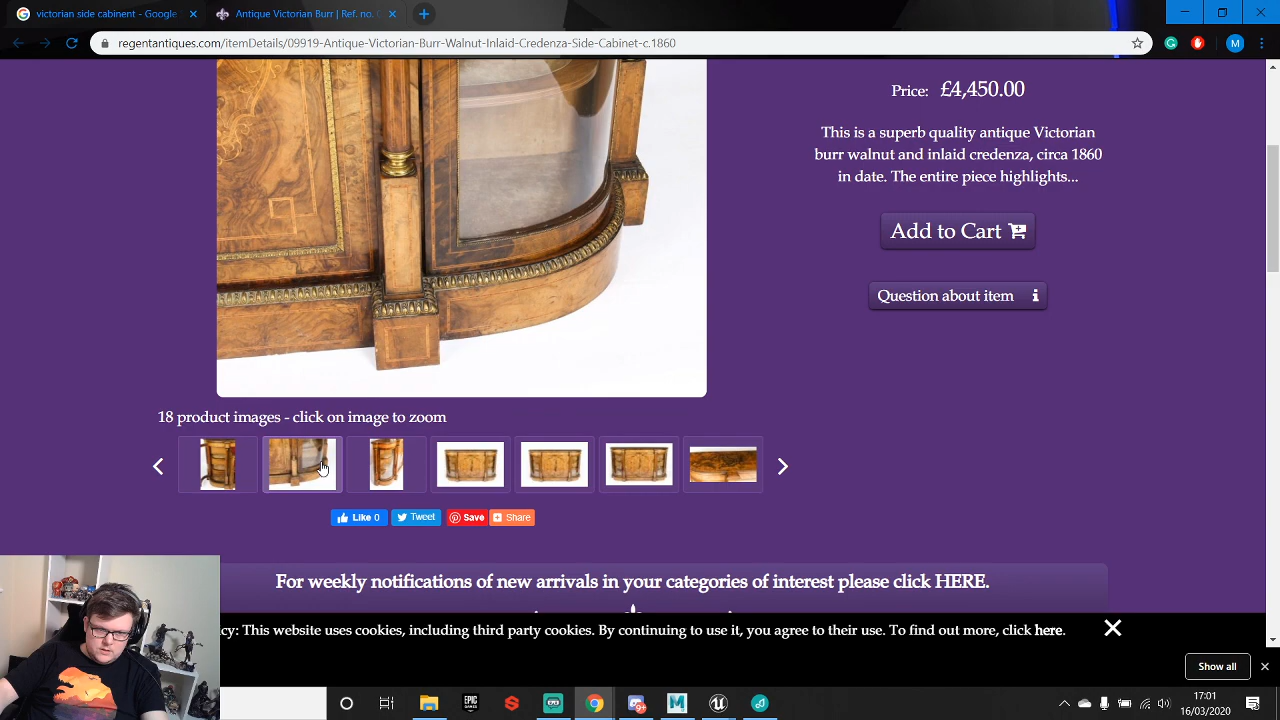 victorian side cabinent - Google
Antique Victorian Burr | Ref. no.
regentantiques.com/itemDetails/09919-Antique-Victorian-Burr-Walnut-Inlaid-Credenza-Side-Cabinet-c.1860
M
Price: £4,450.00
This is a superb quality antique Victorian
burr walnut and inlaid credenza, circa 1860
in date. The entire piece highlights...
Add to Cart
Question about item
18 product images - click on image to zoom
Like 0
Tweet
Save
Share
For weekly notifications of new arrivals in your categories of interest please click HERE.
cy: This website uses cookies, including third party cookies. By continuing to use it, you agree to their use. To find out more, click here.
Show all
EPIC
GAMES
17:01
16/03/2020